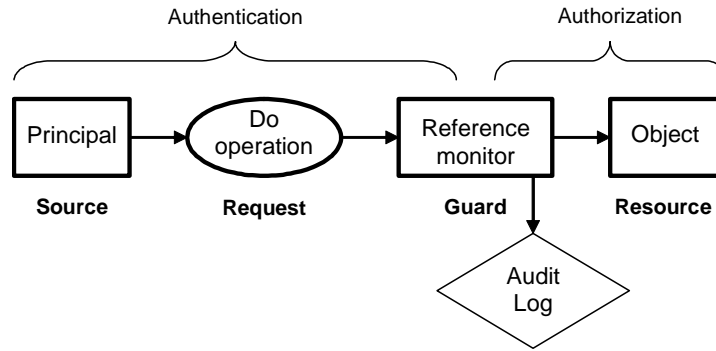 Authentication
Authorization
Principal
Do
operation
Reference
monitor
Object
Source
Request
Guard
Resource
Audit
Log